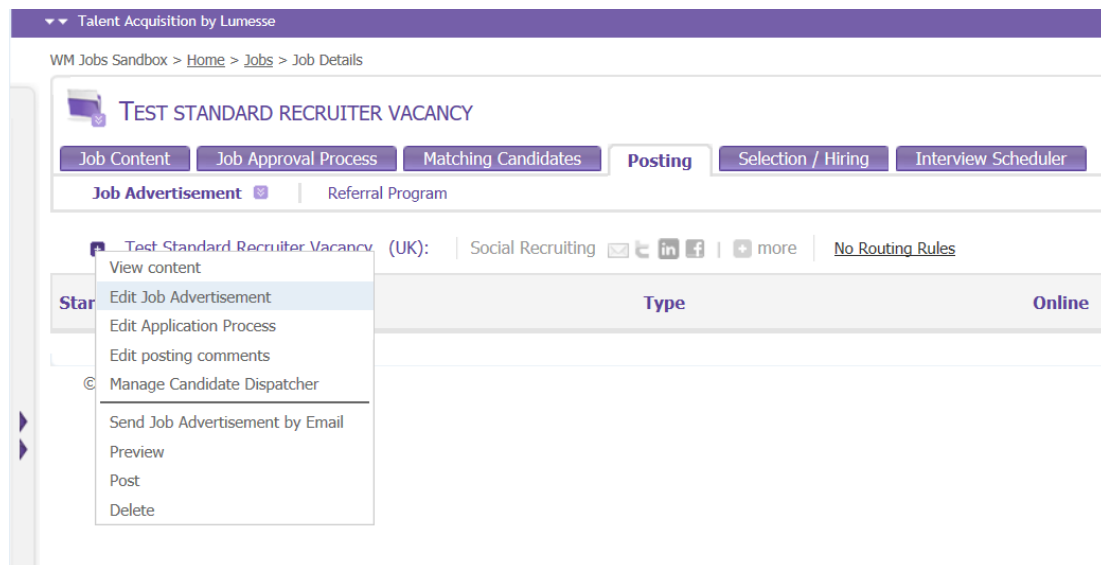 Talent Acquisition by Lumesse
WM Jobs Sandbox > Home > Jobs > Job Details
TEST STANDARD RECRUITER VACANCY
Job Content Job Approval Process Matching Candidates Posting Selection / Hiring Interview Scheduler
Job Advertisement Referral Program
Test Standard Recruiter Vacancy (UK): Social Recruiting | more No Routing Rules
View content
Star Type Online
Edit Job Advertisement
Edit Application Process
Edit posting comments
©
Manage Candidate Dispatcher
Send Job Advertisement by Email
Preview
Post
Delete